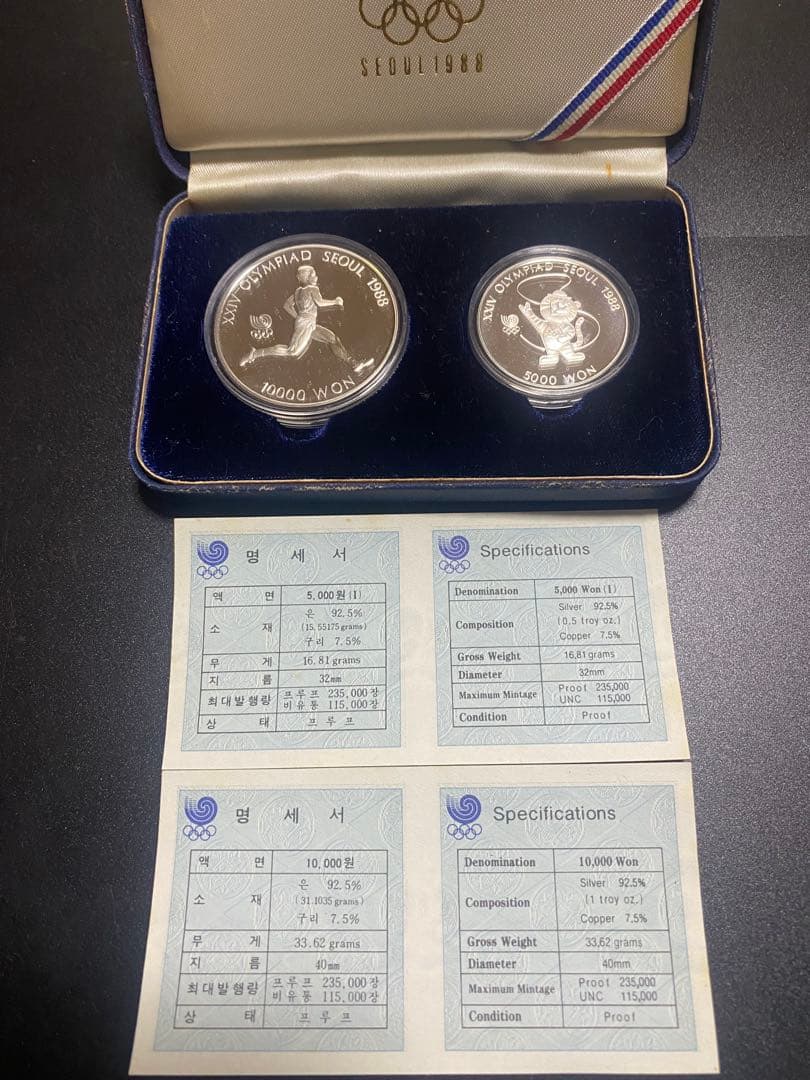 SEOUL 1988
XXIV OLYMPIAD SEOUL 1988
10000 WON
XXIV OLYMPIAD SEOUL 1988
5000 WON
명 세 서
액 면 5,000원(1)
소 재 은 92.5%
(15.55175 grams)
구리 7.5%
무 게 16.81 grams
지 름 32mm
최대발행량 프루프 235,000장
비유통 115,000장
상 태 프 루 프
Specifications
Denomination 5,000 Won (1)
Composition Silver 92.5%
(0.5 troy oz.)
Copper 7.5%
Gross Weight 16.81 grams
Diameter 32mm
Maximum Mintage Proof 235,000
UNC 115,000
Condition Proof
명 세 서
액 면 10,000원
소 재 은 92.5%
(31.1035 grams)
구리 7.5%
무 게 33.62 grams
지 름 40mm
최대발행량 프루프 235,000장
비유통 115,000장
상 태 프 루 프
Specifications
Denomination 10,000 Won
Composition Silver 92.5%
(1 troy oz.)
Copper 7.5%
Gross Weight 33.62 grams
Diameter 40mm
Maximum Mintage Proof 235,000
UNC 115,000
Condition Proof